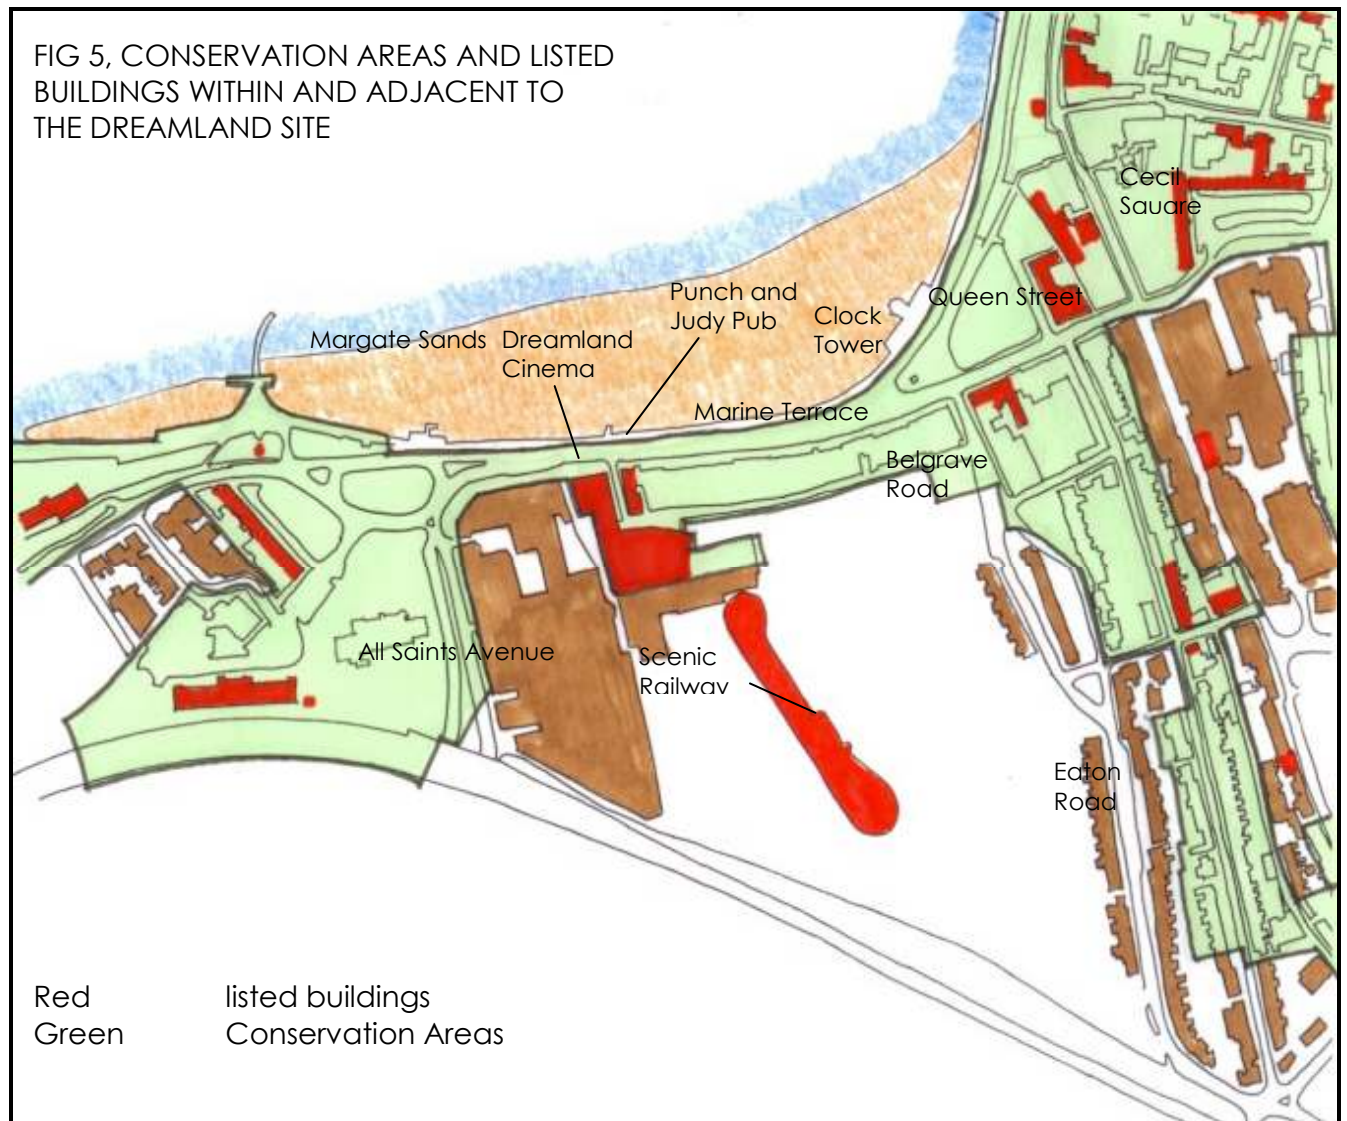 FIG 5, CONSERVATION AREAS AND LISTED
BUILDINGS WITHIN AND ADJACENT TO
THE DREAMLAND SITE
Cecil
Sauare
Queen Street
Punch and
Judy Pub
Clock
Tower
Margate Sands
Dreamland
Cinema
Marine Terrace
Belgrave
Road
All Saints Avenue
Scenic
Railway
Eaton
Road
Red listed buildings
Green Conservation Areas